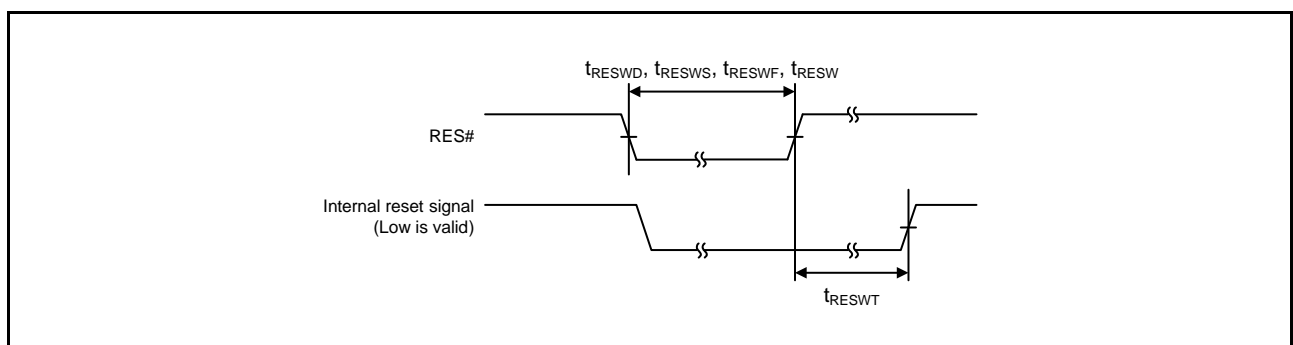 tRESWD, tRESWS, tRESWF, tRESW
RES#
Internal reset signal
(Low is valid)
tRESWT